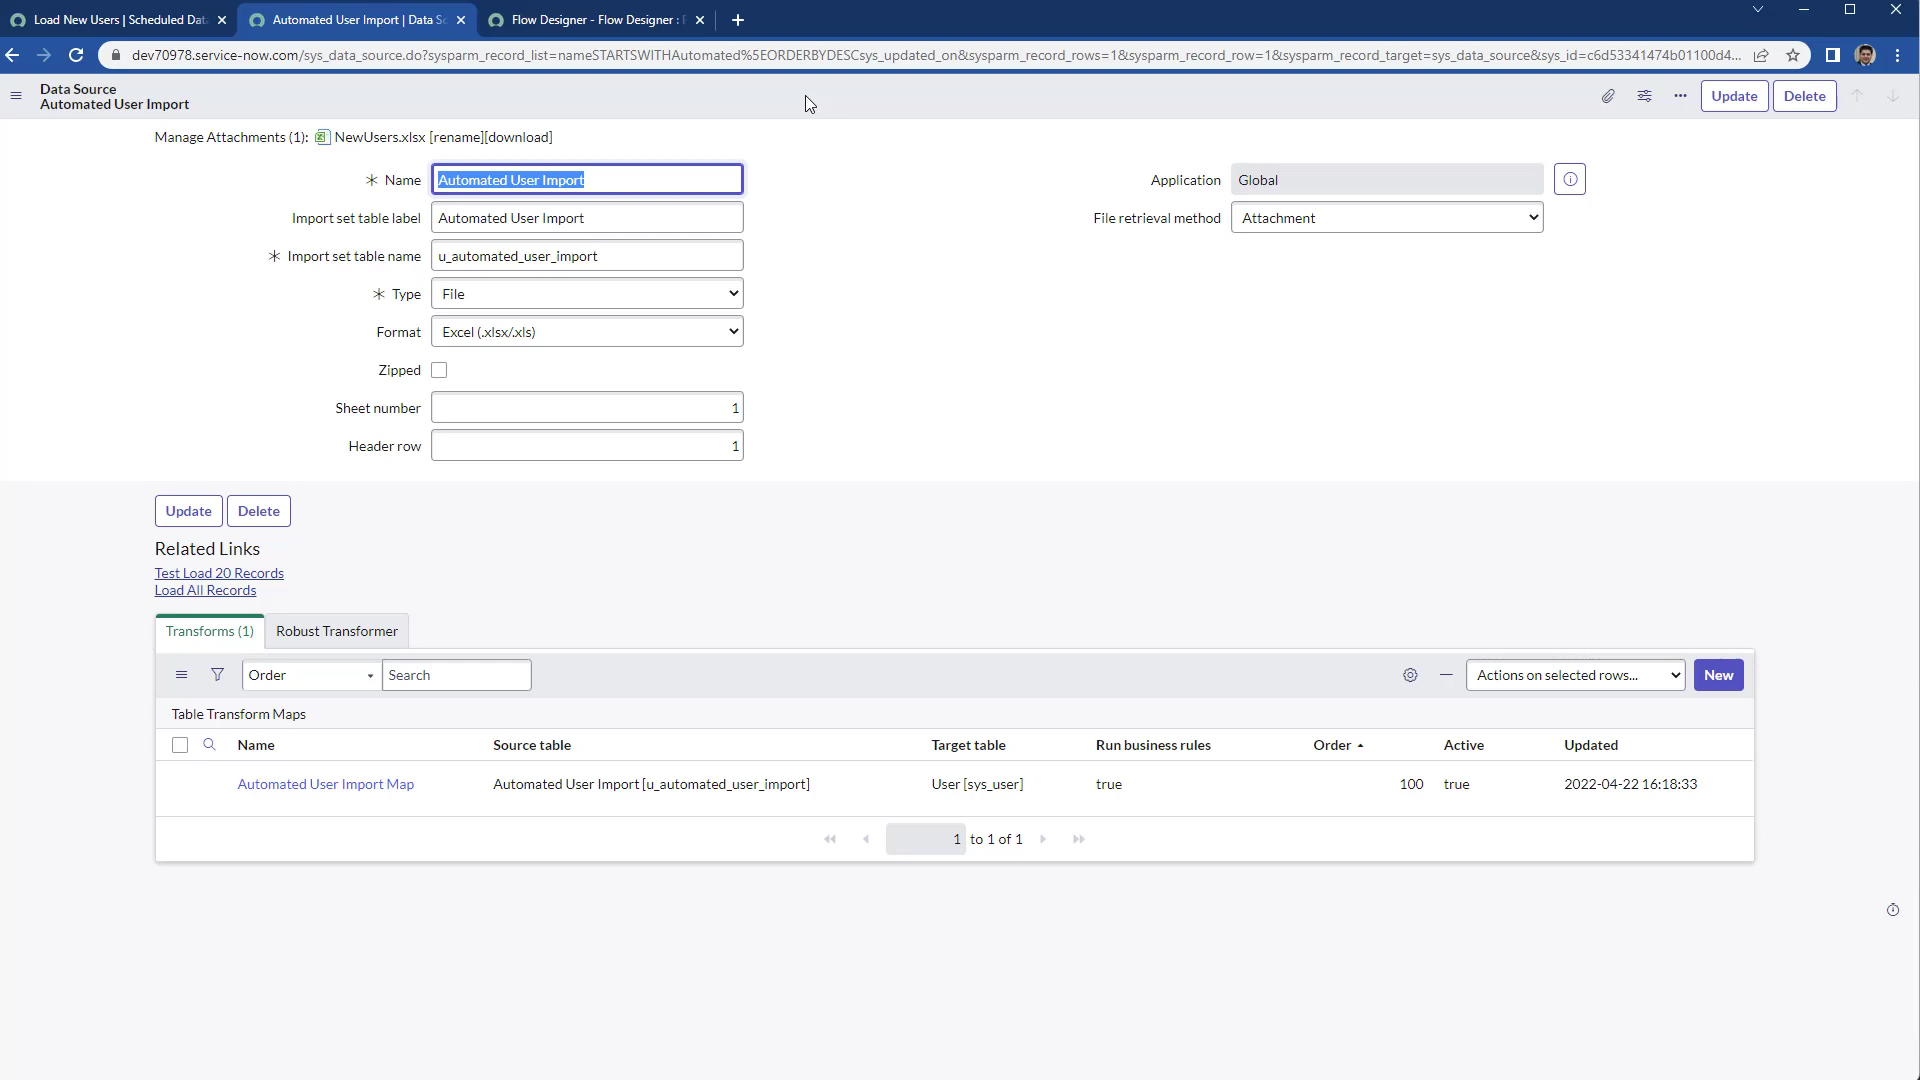 Load New Users | Scheduled Dat
Automated User Import | Data So
Flow Designer - Flow Designer :
dev70978.service-now.com/sys_data_source.do?sysparm_record_list=nameSTARTSWITHAutomated%5EORDERBYDESCsys_updated_on&sysparm_record_rows=1&sysparm_record_row=1&sysparm_record_target=sys_data_source&sys_id=c6d53341474b01100d4...
Data Source
Automated User Import
Update
Delete
Manage Attachments (1): NewUsers.xlsx [rename][download]
Name Automated User Import
Application Global
Import set table label Automated User Import
File retrieval method Attachment
Import set table name u_automated_user_import
Type File
Format Excel (.xlsx/.xls)
Zipped
Sheet number 1
Header row 1
Update Delete
Related Links
Test Load 20 Records
Load All Records
Transforms (1) Robust Transformer
Order Search Actions on selected rows... New
Table Transform Maps
Name Source table Target table Run business rules Order Active Updated
Automated User Import Map Automated User Import [u_automated_user_import] User [sys_user] true 100 true 2022-04-22 16:18:33
1 to 1 of 1